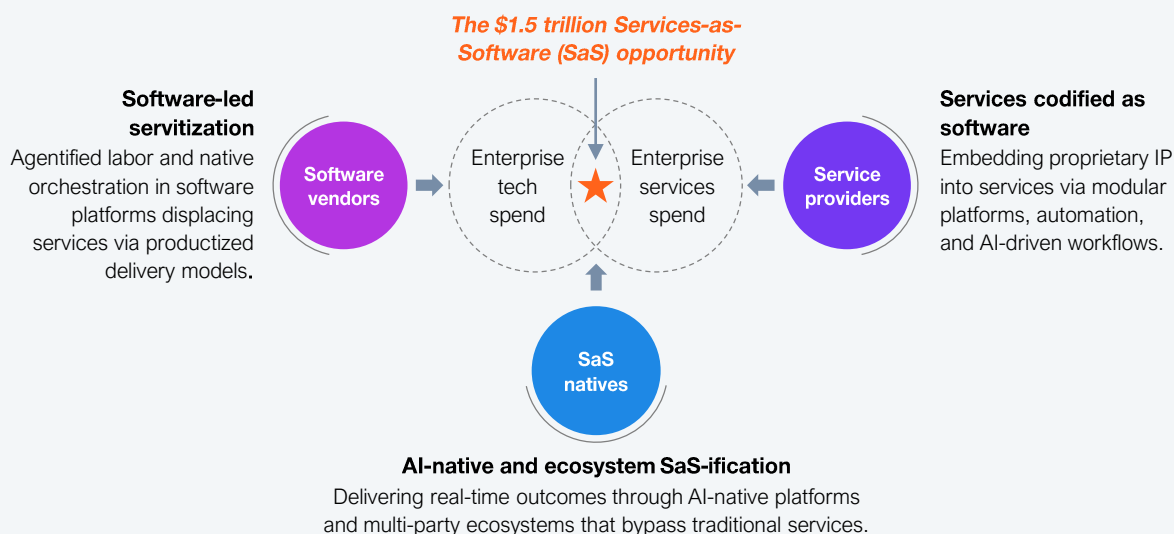 The $1.5 trillion Services-as-
Software (SaS) opportunity
Software-led
servitization
Agentified labor and native
orchestration in software
platforms displacing
services via productized
delivery models.
Software
vendors
Enterprise
tech
spend
Enterprise
services
spend
Service
providers
Services codified as
software
Embedding proprietary IP
into services via modular
platforms, automation,
and AI-driven workflows.
SaS
natives
AI-native and ecosystem SaS-ification
Delivering real-time outcomes through AI-native platforms
and multi-party ecosystems that bypass traditional services.